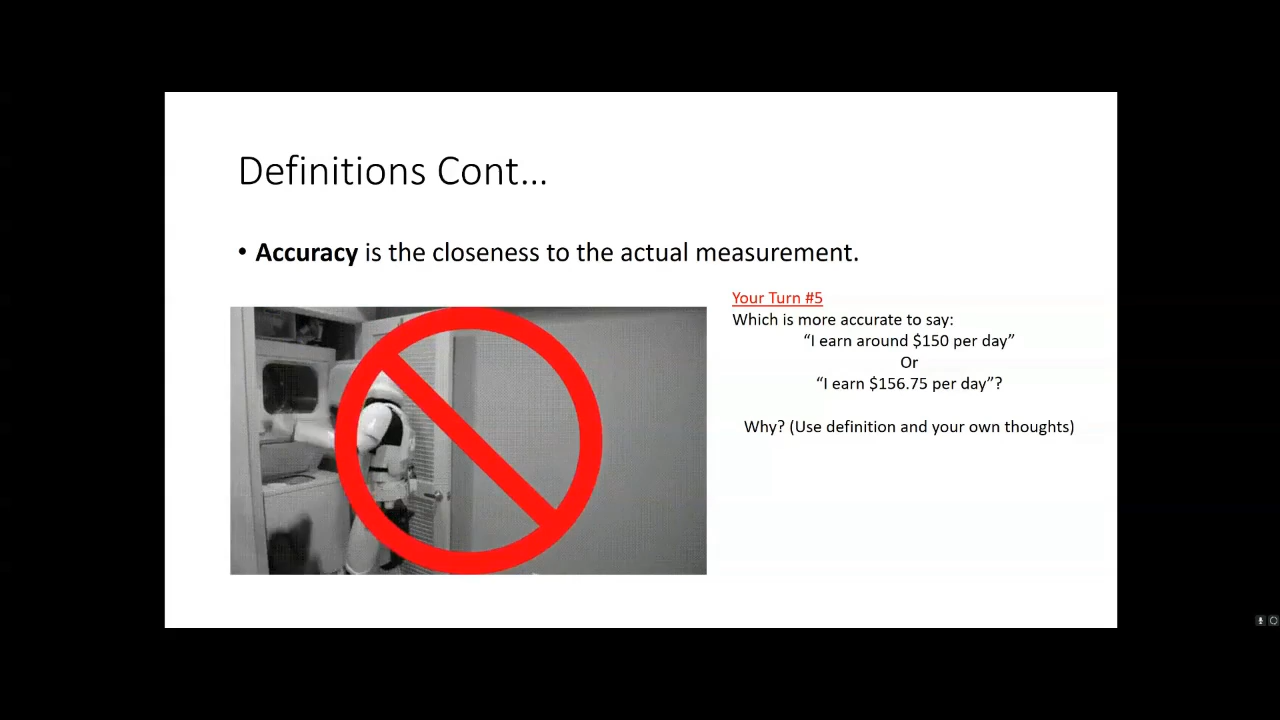 Definitions Cont...
• Accuracy is the closeness to the actual measurement.
Your Turn #5
Which is more accurate to say:
“I earn around $150 per day”
Or
“I earn $156.75 per day”?
Why? (Use definition and your own thoughts)